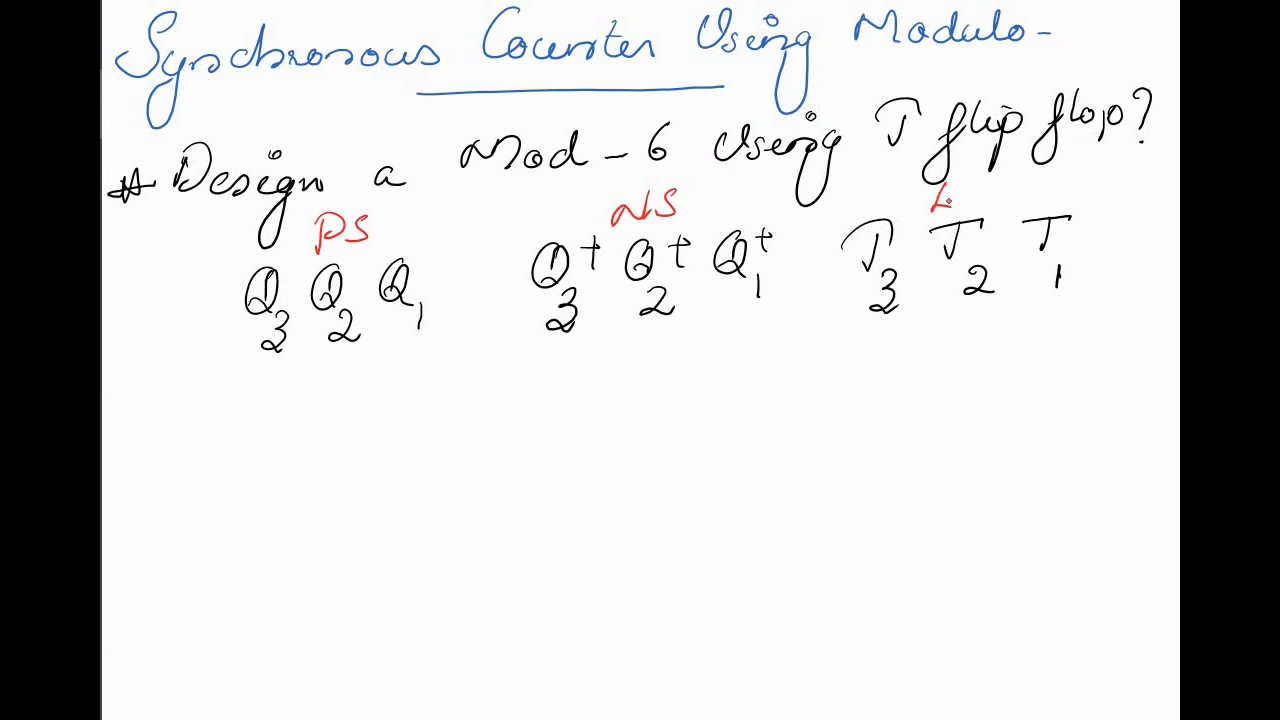 Synchronous Counter Using Modulo-
# Design a Mod-6 Using T flip flop?
PS NS
Q3 Q2 Q1 Q3+ Q2+ Q1+ T3 T2 T1